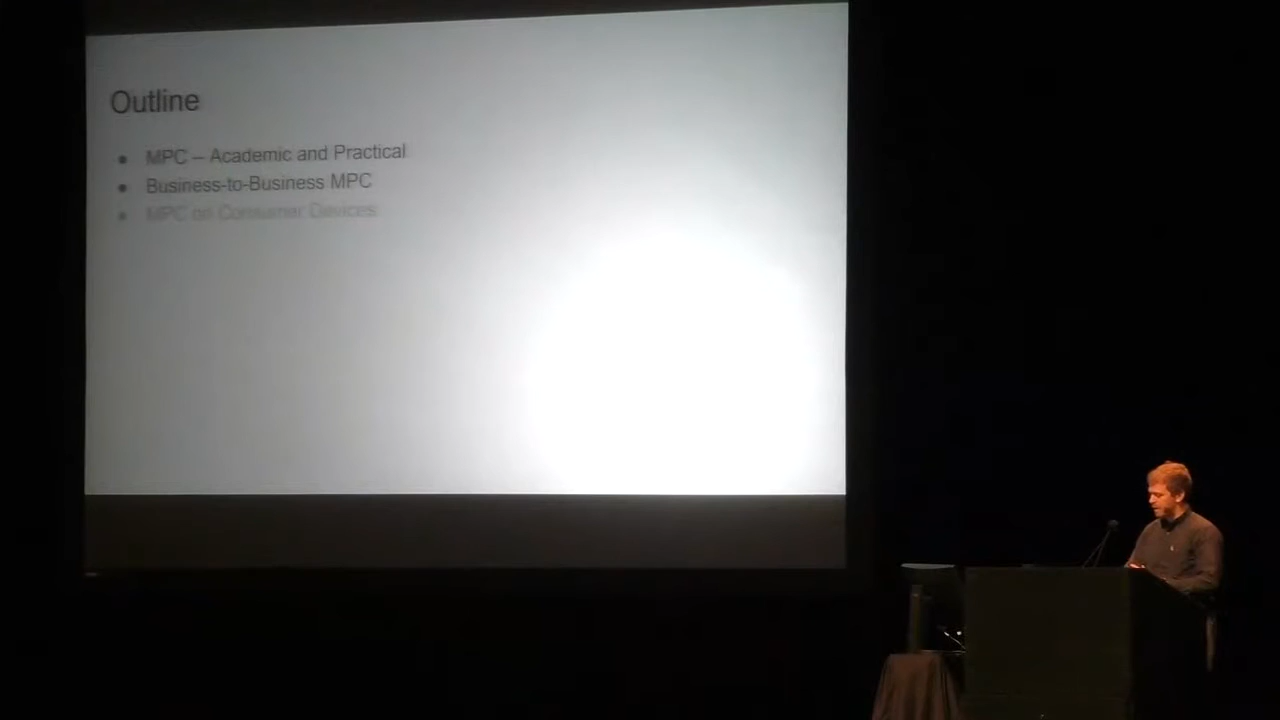 Outline
● MPC – Academic and Practical
● Business-to-Business MPC
● MPC on Consumer Devices